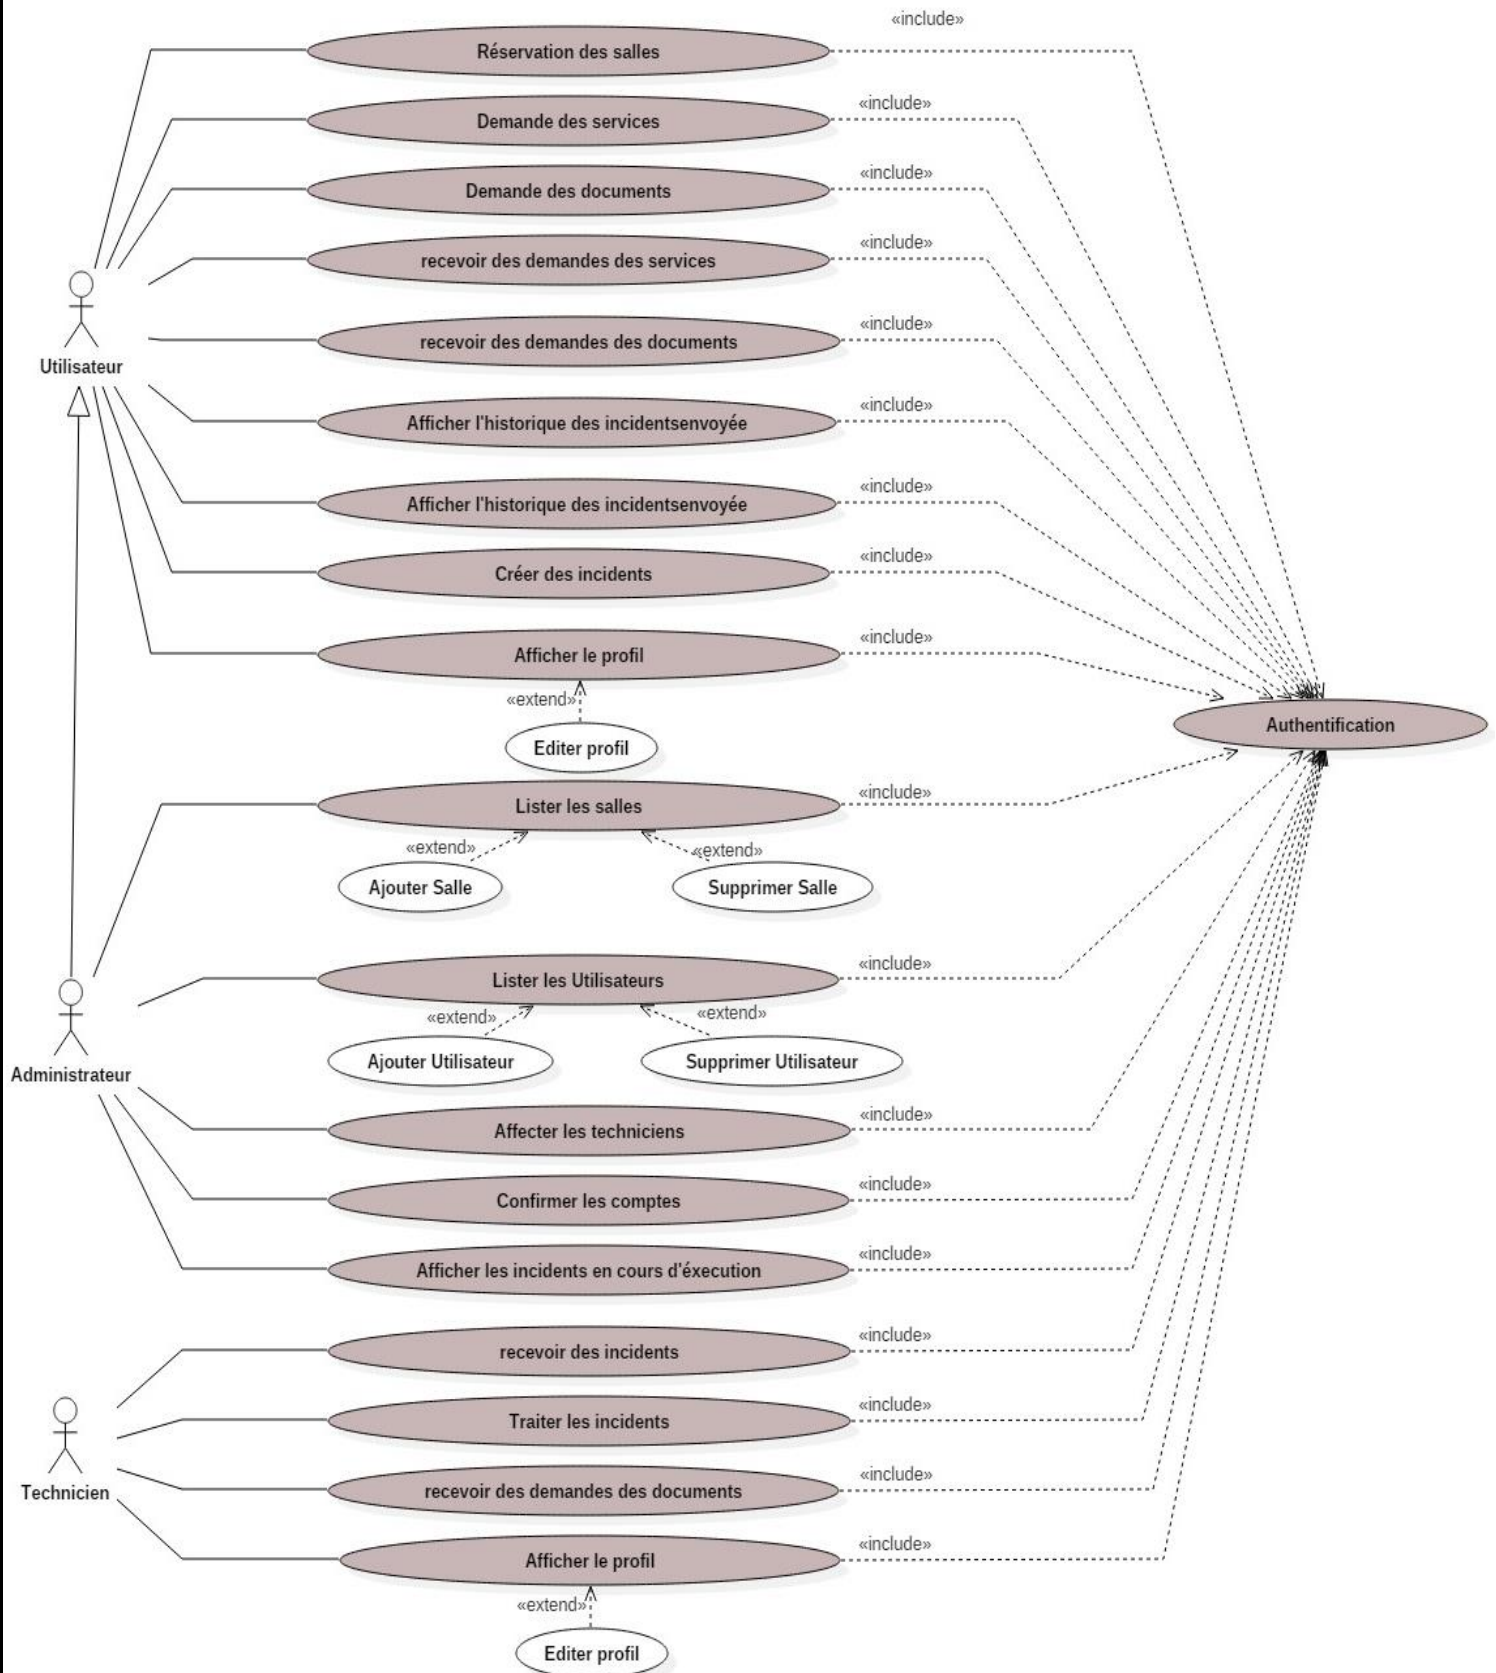 «include»
Réservation des salles
«include»
Demande des services
«include»
Demande des documents
«include»
recevoir des demandes des services
«include»
recevoir des demandes des documents
Utilisateur
«include»
Afficher l'historique des incidentsenvoyée
«include»
Afficher l'historique des incidentsenvoyée
«include»
Créer des incidents
«include»
Afficher le profil
«extend»
Authentification
Editer profil
«include»
Lister les salles
«extend»
«extend»
Ajouter Salle
Supprimer Salle
«include»
Lister les Utilisateurs
«extend»
«extend»
Ajouter Utilisateur
Supprimer Utilisateur
Administrateur
«include»
Affecter les techniciens
«include»
Confirmer les comptes
«include»
Afficher les incidents en cours d'éxecution
«include»
recevoir des incidents
«include»
Traiter les incidents
«include»
recevoir des demandes des documents
Technicien
«include»
Afficher le profil
«extend»
Editer profil